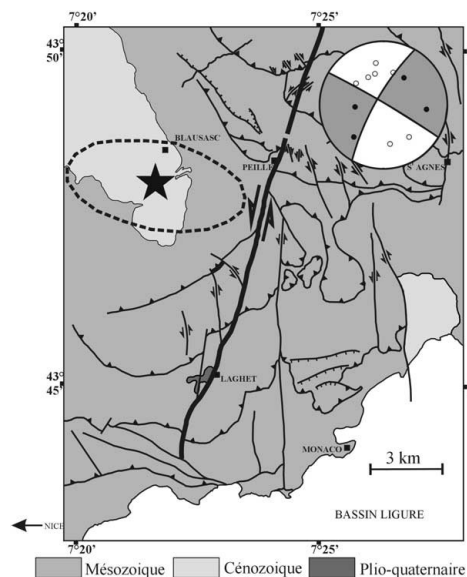 7°20' 7°25'
43°
50'
BLAUSASC
PEILLE
S' AGNES
43°
45'
LAGHET
MONACO
3 km
NICE
BASSIN LIGURE
7°20' 7°25'
Mésozoique Cénozoique Plio-quaternaire